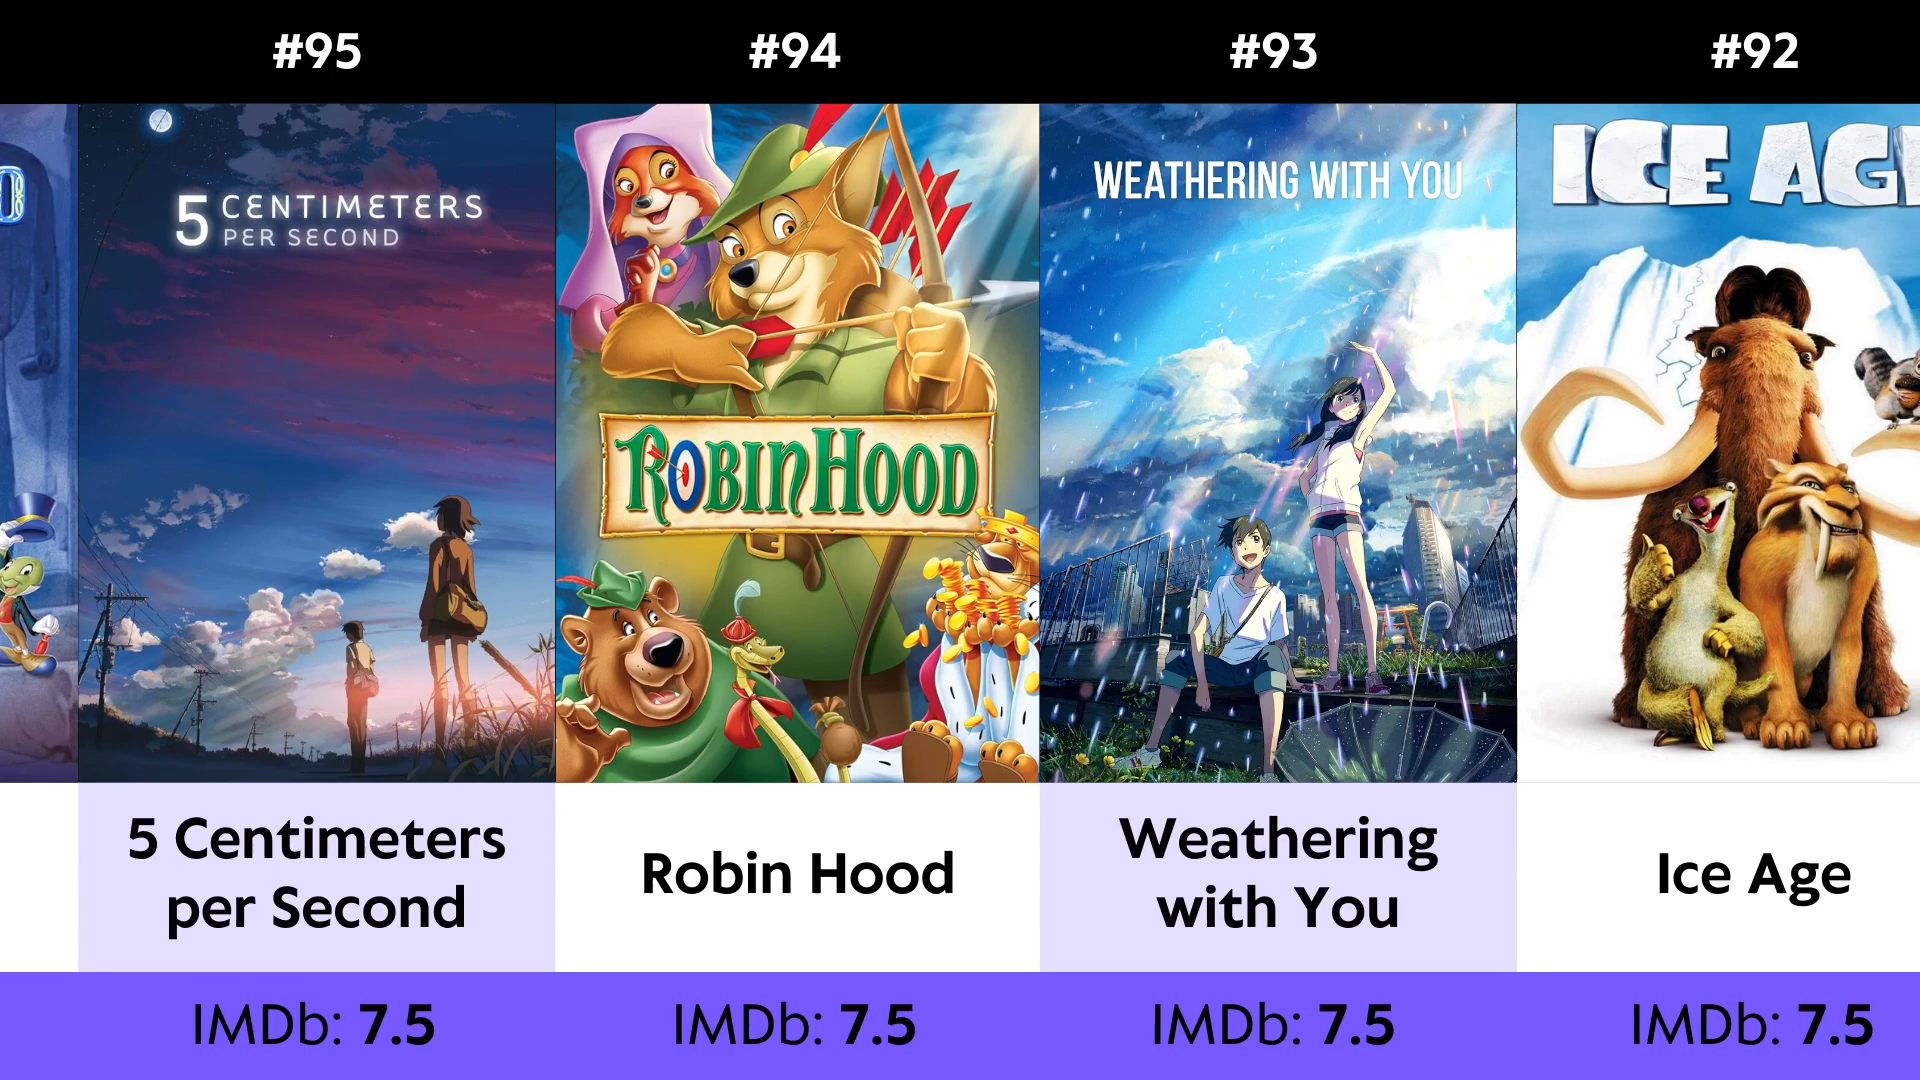 #95
#94
#93
#92
5 CENTIMETERS
PER SECOND
ROBIN HOOD
WEATHERING WITH YOU
ICE AG
5 Centimeters
per Second
Robin Hood
Weathering
with You
Ice Age
IMDb: 7.5
IMDb: 7.5
IMDb: 7.5
IMDb: 7.5